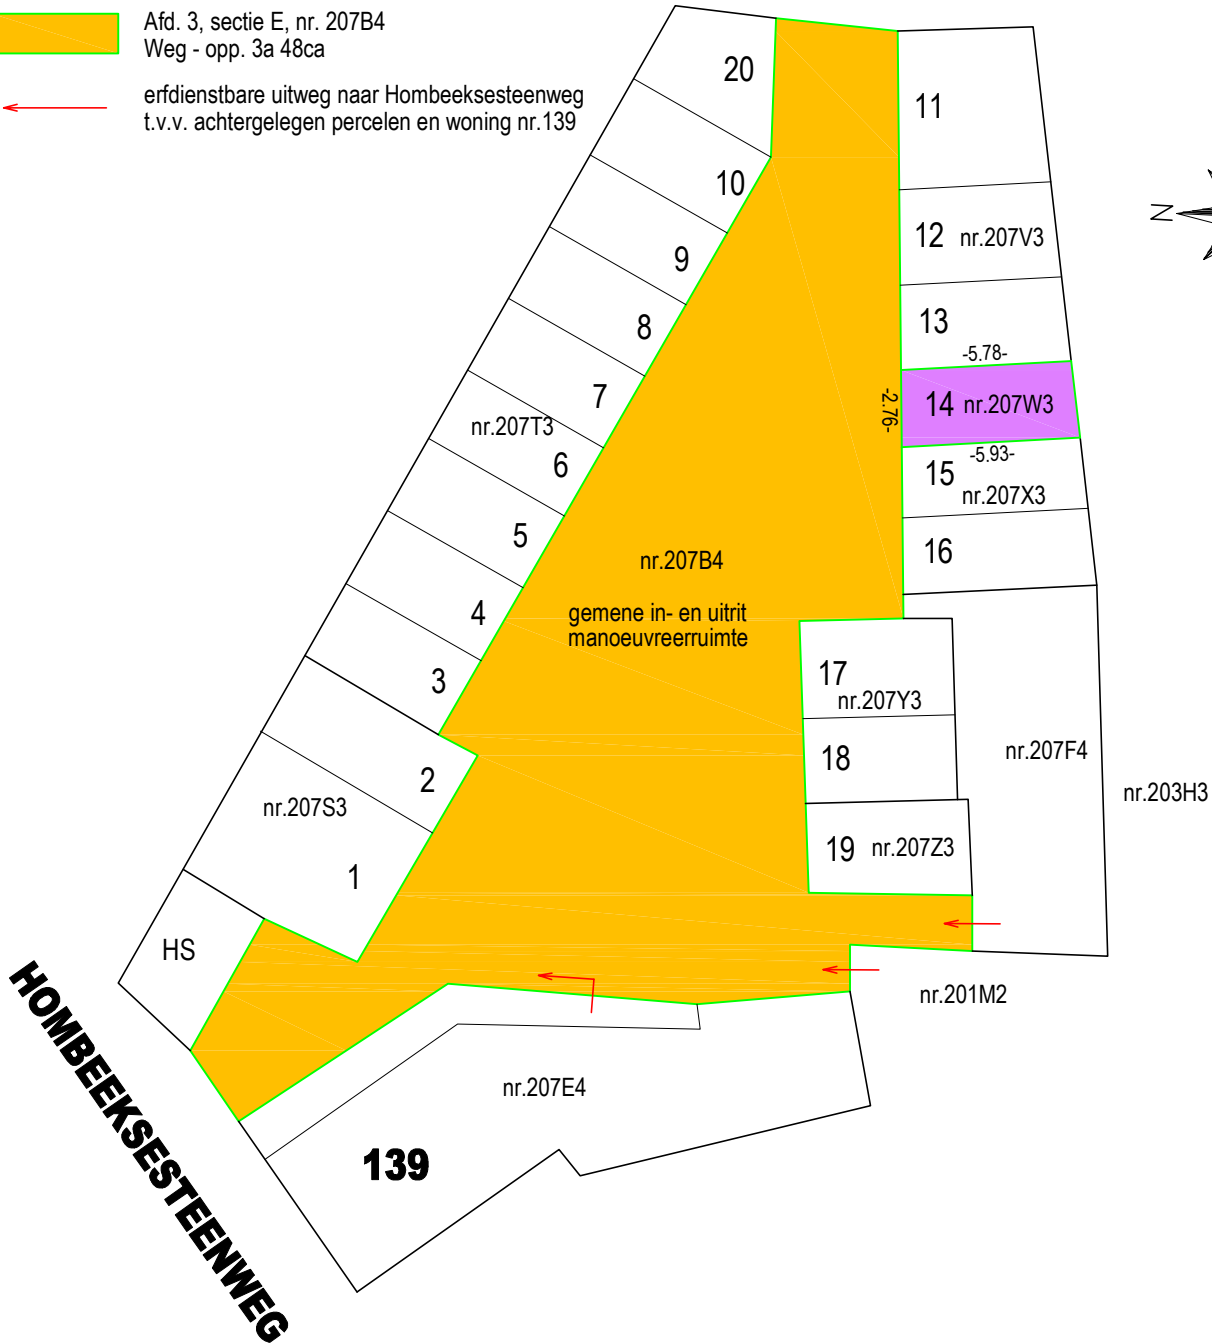 Afd. 3, sectie E, nr. 207B4
Weg - opp. 3a 48ca
erfdienstbare uitweg naar Hombeeksesteenweg
t.v.v. achtergelegen percelen en woning nr.139
20
11
10
N
12 nr.207V3
9
8
13
-5.78-
7
-2.76-
14 nr.207W3
nr.207T3
6
-5.93-
15
nr.207X3
5
16
nr.207B4
4
gemene in- en uitrit
manoeuvreerruimte
3
17
nr.207Y3
2
18
nr.207F4
nr.203H3
nr.207S3
1
19 nr.207Z3
HS
nr.201M2
HOMBEEKSESTEENWEG
nr.207E4
139